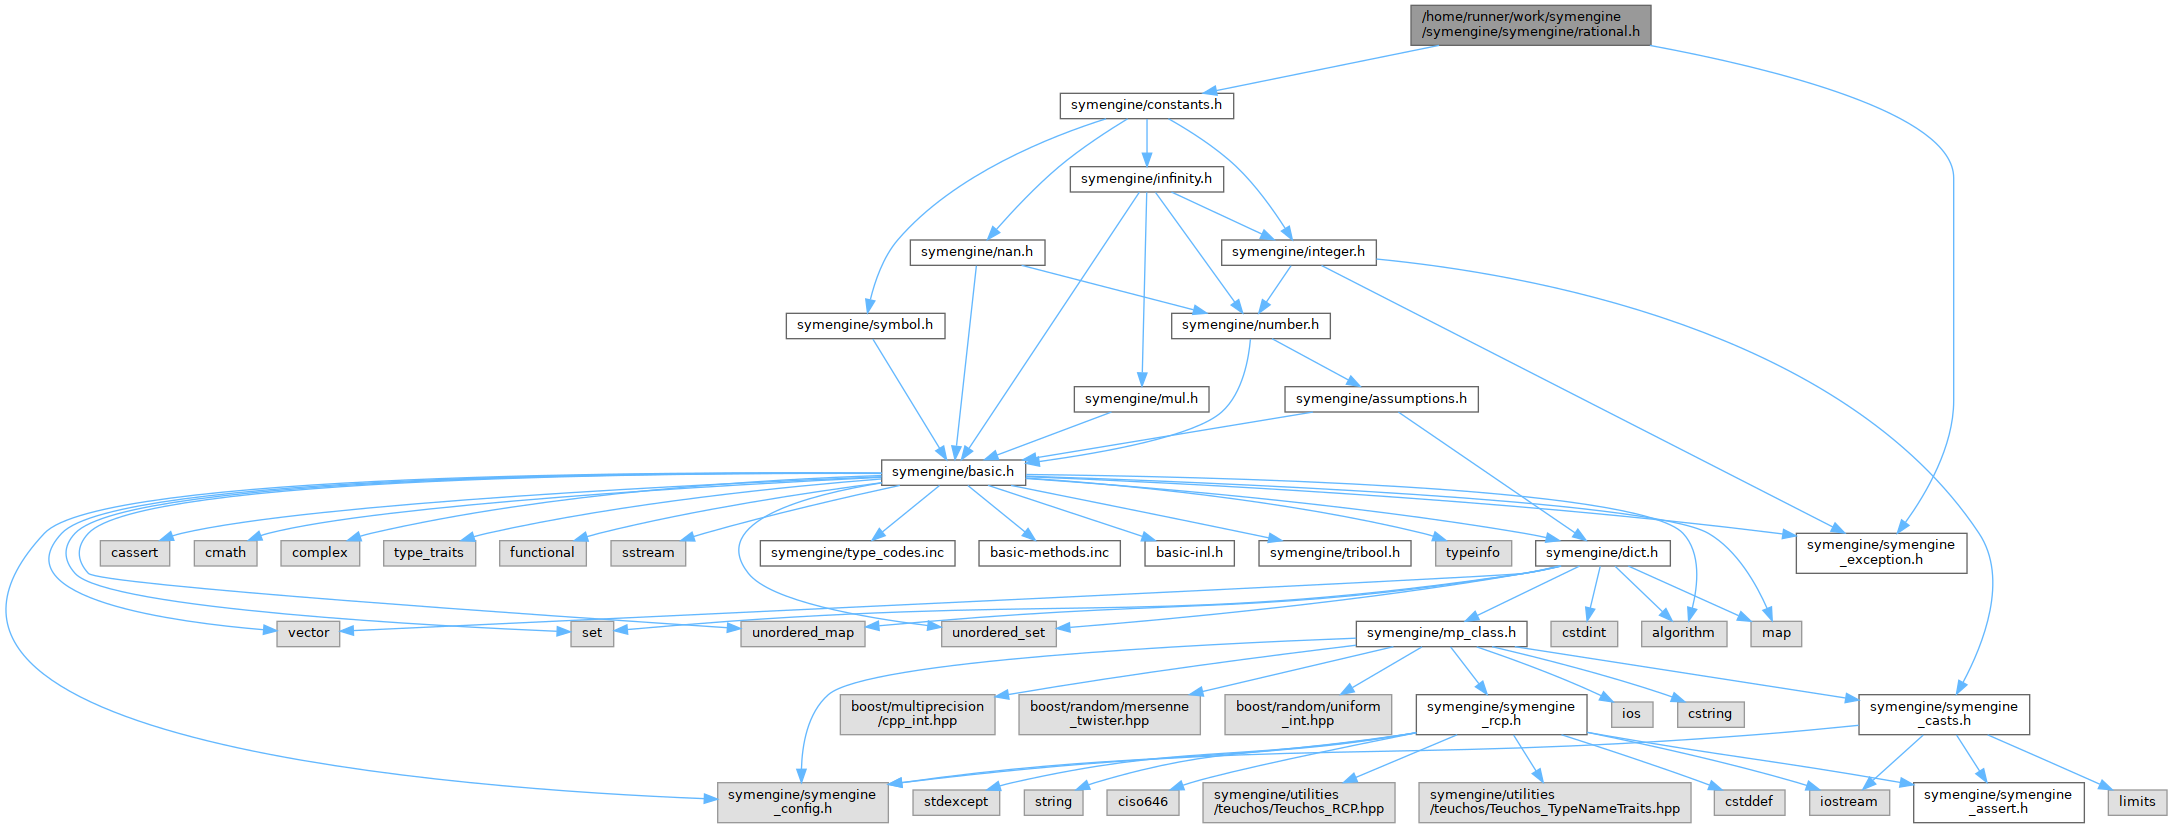 /home/runner/work/symengine
/symengine/symengine/rational.h
symengine/constants.h
symengine/infinity.h
symengine/nan.h
symengine/integer.h
symengine/symbol.h
symengine/number.h
symengine/mul.h
symengine/assumptions.h
symengine/basic.h
cassert
cmath
complex
type_traits
functional
sstream
symengine/type_codes.inc
basic-methods.inc
basic-inl.h
symengine/tribool.h
typeinfo
symengine/dict.h
symengine/symengine
_exception.h
vector
set
unordered_map
unordered_set
symengine/mp_class.h
cstdint
algorithm
map
boost/multiprecision
/cpp_int.hpp
boost/random/mersenne
_twister.hpp
boost/random/uniform
_int.hpp
symengine/symengine
_rcp.h
ios
cstring
symengine/symengine
_casts.h
symengine/symengine
_config.h
stdexcept
string
ciso646
symengine/utilities
/teuchos/Teuchos_RCP.hpp
symengine/utilities
/teuchos/Teuchos_TypeNameTraits.hpp
cstddef
iostream
symengine/symengine
_assert.h
limits